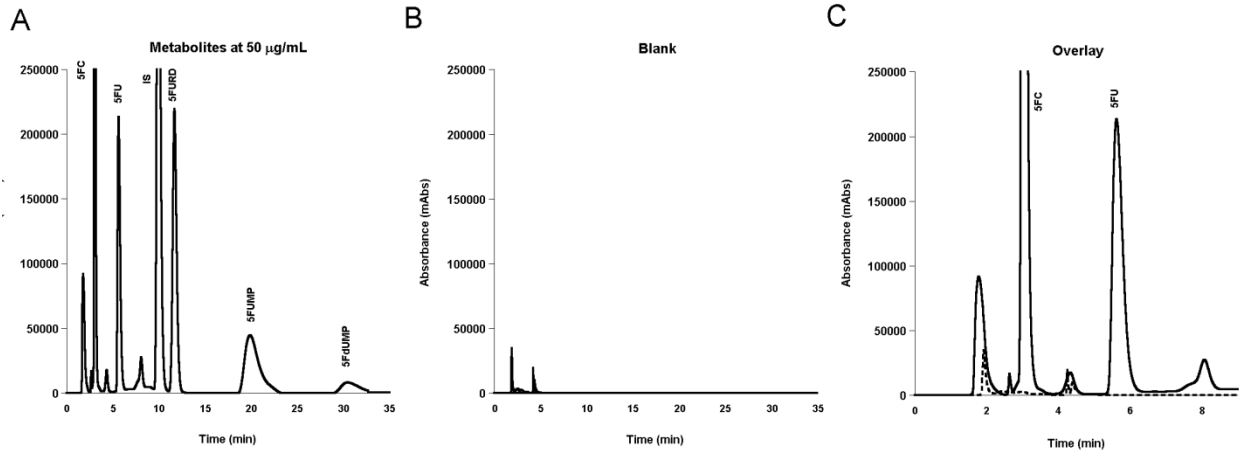 A
Metabolites at 50 µg/mL
250000
200000
150000
100000
50000
0
5FC
5FU
IS
5FURD
5FUMP
5FdUMP
0 5 10 15 20 25 30 35
Time (min)
B
Blank
Absorbance (mAbs)
250000
200000
150000
100000
50000
0
0 5 10 15 20 25 30 35
Time (min)
C
Overlay
Absorbance (mAbs)
250000
200000
150000
100000
50000
0
5FC
5FU
0 2 4 6 8
Time (min)